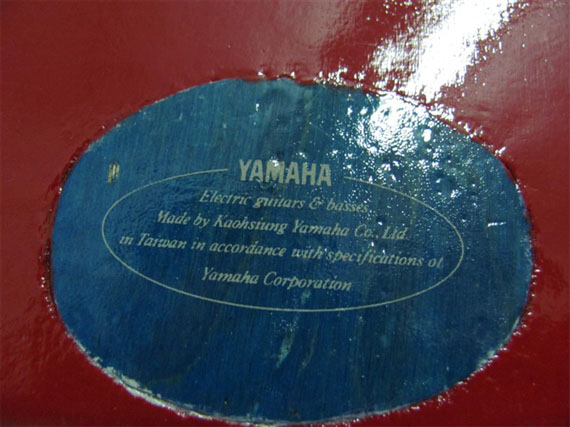 YAMAHA
Electric guitars & basses
Made by Kaohsiung Yamaha Co., Ltd.
in Taiwan in accordance with specifications of
Yamaha Corporation